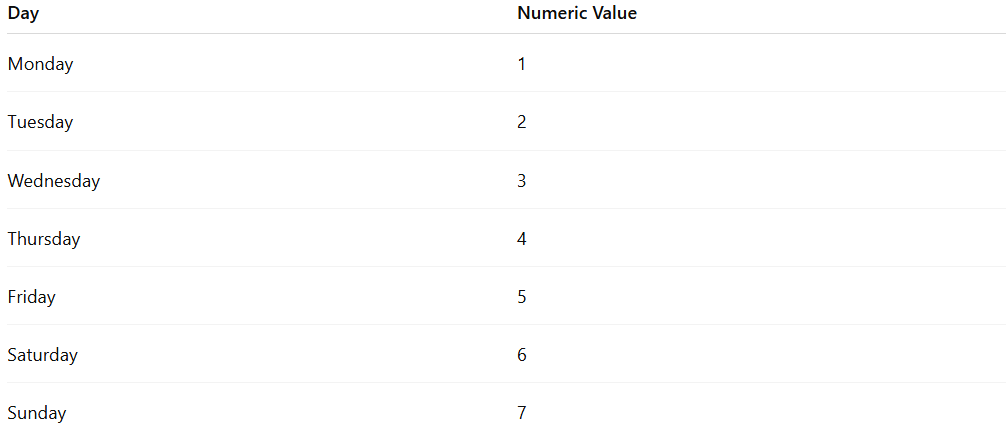 Day Numeric Value
Monday 1
Tuesday 2
Wednesday 3
Thursday 4
Friday 5
Saturday 6
Sunday 7